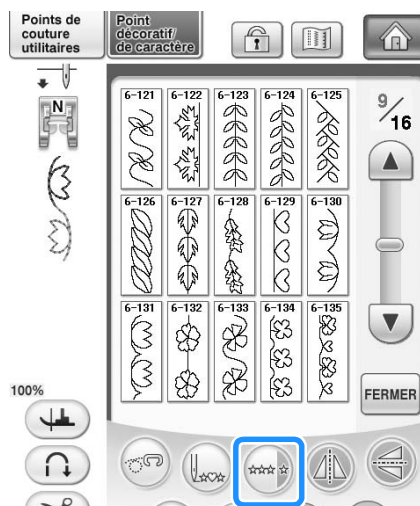 Points de
couture
utilitaires
Point
décoratif/
de caractère
N
6-121 6-122 6-123 6-124 6-125
9/16
6-126 6-127 6-128 6-129 6-130
6-131 6-132 6-133 6-134 6-135
100%
FERMER